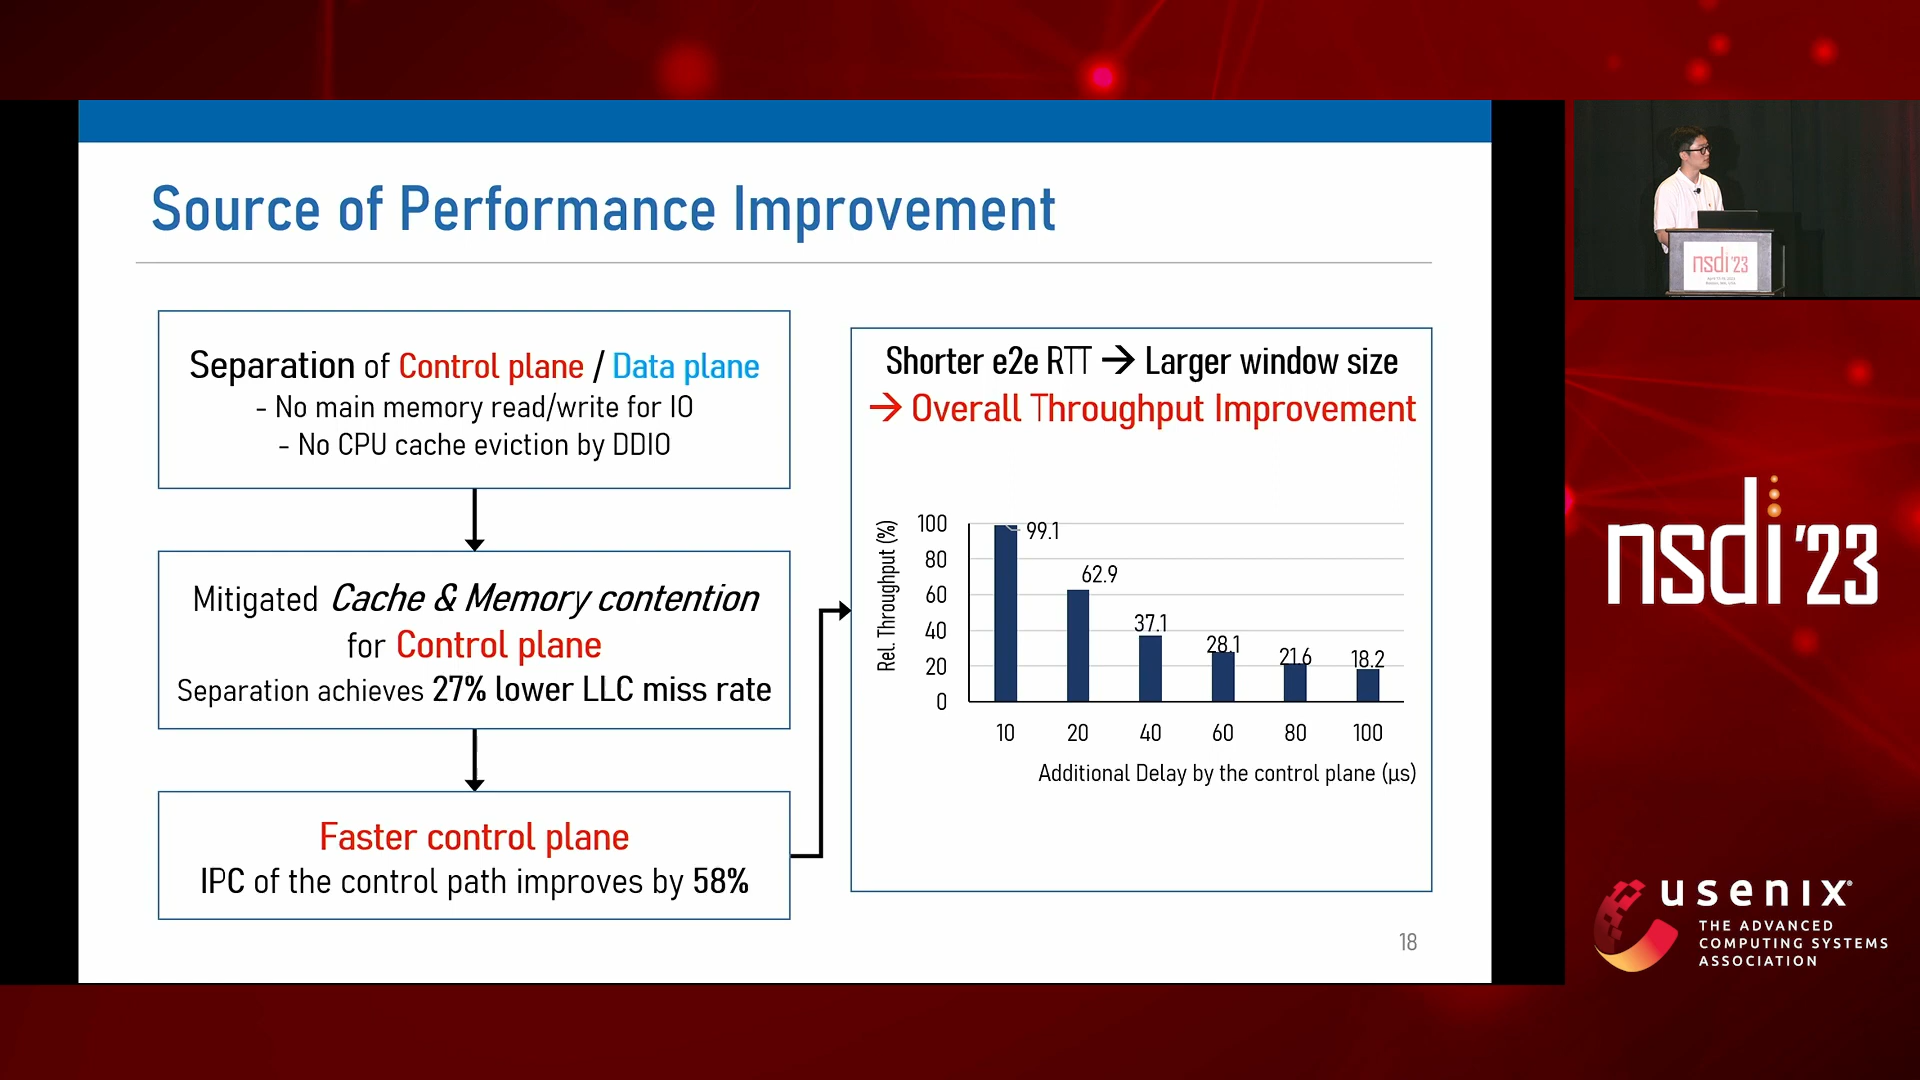 Source of Performance Improvement
Separation of Control plane / Data plane
- No main memory read/write for IO
- No CPU cache eviction by DDIO
Mitigated Cache & Memory contention
for Control plane
Separation achieves 27% lower LLC miss rate
Faster control plane
IPC of the control path improves by 58%
Shorter e2e RTT → Larger window size
→ Overall Throughput Improvement
Rel. Throughput (%)
100
80
60
40
20
0
99.1
62.9
37.1
28.1
21.6
18.2
10 20 40 60 80 100
Additional Delay by the control plane (µs)
18
nsdi '23
nsdi '23
usenix®
THE ADVANCED
COMPUTING SYSTEMS
ASSOCIATION